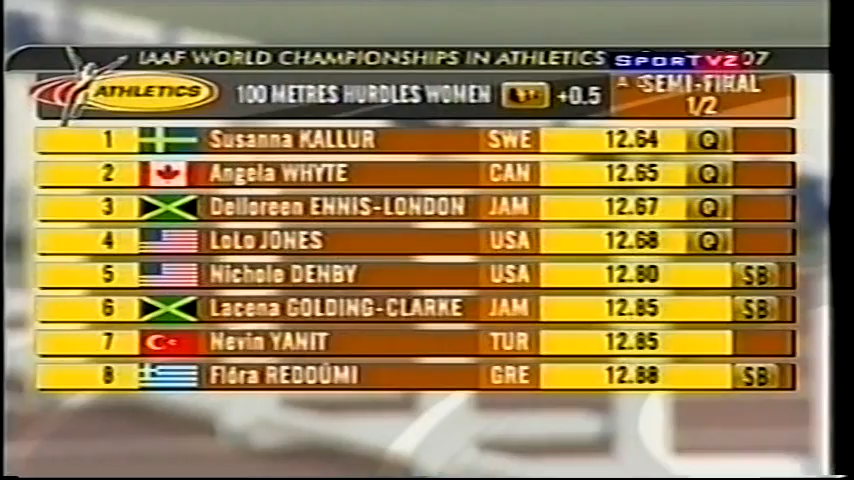 IAAF WORLD CHAMPIONSHIPS IN ATHLETICS SPORTV2 07
ATHLETICS 100 METRES HURDLES WOMEN +0.5 SEMI-FINAL
1/2
1 Susanna KALLUR SWE 12.64 Q
2 Angela WHYTE CAN 12.65 Q
3 Delloreen ENNIS-LONDON JAM 12.67 Q
4 LoLo JONES USA 12.68 Q
5 Nichole DENBY USA 12.80 SB
6 Lacena GOLDING-CLARKE JAM 12.85 SB
7 Nevin YANIT TUR 12.85
8 Flóra REDOÚMI GRE 12.88 SB